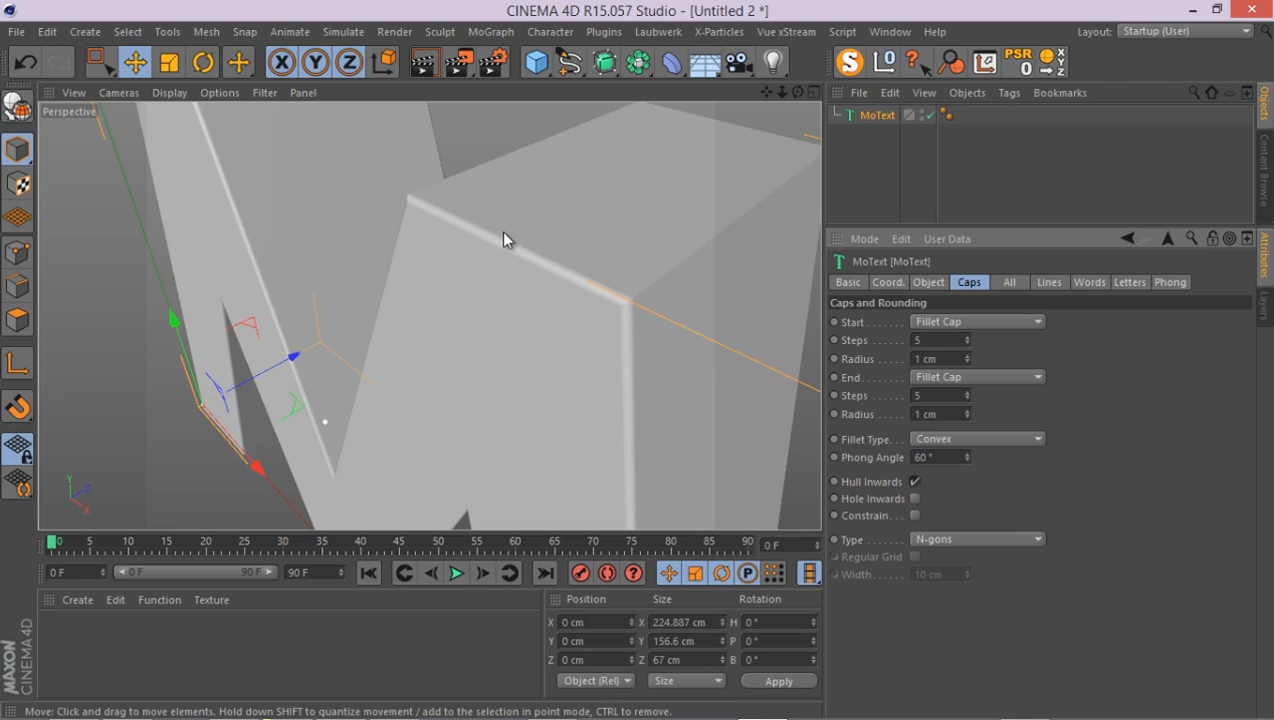 CINEMA 4D R15.057 Studio - [Untitled 2 *]
File Edit Create Select Tools Mesh Snap Animate Simulate Render Sculpt MoGraph Character Plugins Laubwerk X-Particles Vue xStream Script Window Help Layout: Startup (User)
X Y Z S 0 ? PSR 0 X Y Z
View Cameras Display Options Filter Panel
File Edit View Objects Tags Bookmarks
Perspective
MoText
Objects
Content Browse
Mode Edit User Data
Attributes
Layers
MoText [MoText]
Basic Coord. Object Caps All Lines Words Letters Phong
Caps and Rounding
Start . . . . . . . Fillet Cap
Steps 5
Radius . . . . . 1 cm
End. . . . . . . . Fillet Cap
Steps . . . . . . 5
Radius . . . . . 1 cm
Fillet Type. . . Convex
Phong Angle 60 °
Hull Inwards
Hole Inwards
Constrain. . .
Type . . . . . . . N-gons
Regular Grid
Width. . . . . . 10 cm
Y
Z
X
0 5 10 15 20 25 30 35 40 45 50 55 60 65 70 75 80 85 90 0 F
0 F 0 F 90 F 90 F ? P
Create Edit Function Texture
Position Size Rotation
X 0 cm X 224.887 cm H 0 °
Y 0 cm Y 156.6 cm P 0 °
Z 0 cm Z 67 cm B 0 °
Object (Rel) Size Apply
MAXON
CINEMA 4D
Move: Click and drag to move elements. Hold down SHIFT to quantize movement / add to the selection in point mode, CTRL to remove.